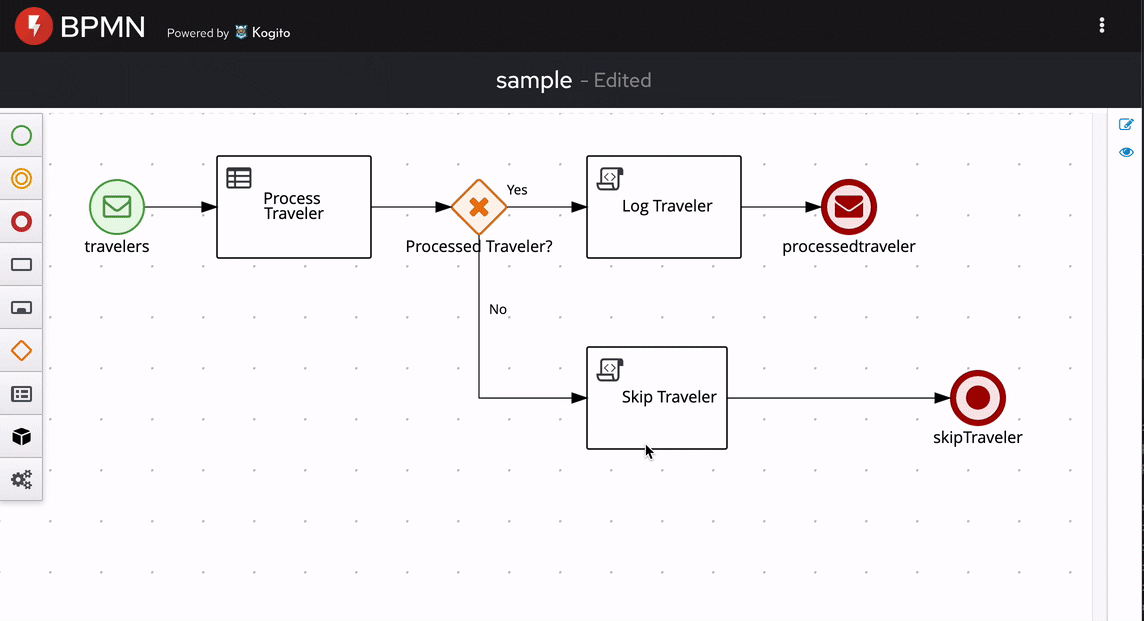 BPMN
Powered by Kogito
sample - Edited
travelers
Process
Traveler
Processed Traveler?
Yes
No
Log Traveler
processedtraveler
Skip Traveler
skipTraveler